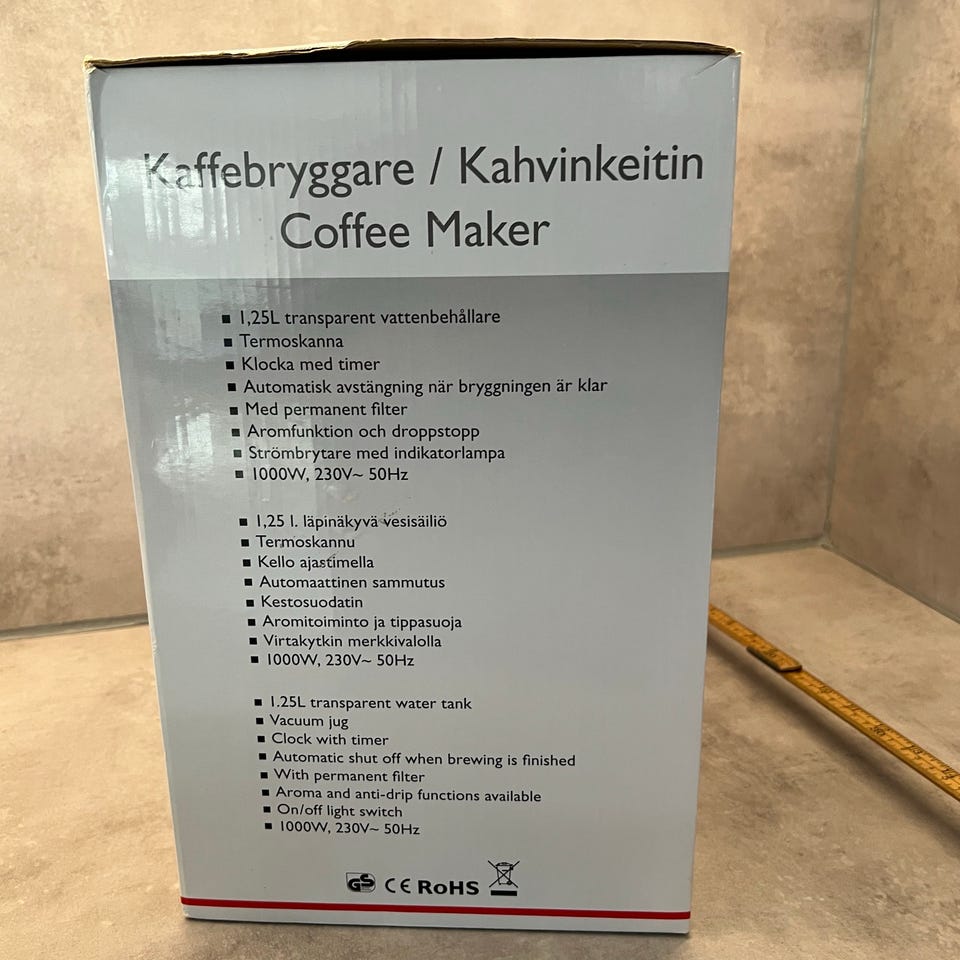 Kaffebryggare / Kahvinkeitin
Coffee Maker
▪ 1,25L transparent vattenbehållare
▪ Termoskanna
▪ Klocka med timer
▪ Automatisk avstängning när bryggningen är klar
▪ Med permanent filter
▪ Aromfunktion och droppstopp
▪ Strömbrytare med indikatorlampa
▪ 1000W, 230V~ 50Hz
▪ 1,25 l. läpinäkyvä vesisäiliö
▪ Termoskannu
▪ Kello ajastimella
▪ Automaattinen sammutus
▪ Kestosuodatin
▪ Aromitoiminto ja tippasuoja
▪ Virtakytkin merkkivalolla
▪ 1000W, 230V~ 50Hz
▪ 1.25L transparent water tank
▪ Vacuum jug
▪ Clock with timer
▪ Automatic shut off when brewing is finished
▪ With permanent filter
▪ Aroma and anti-drip functions available
▪ On/off light switch
▪ 1000W, 230V~ 50Hz
GS CE RoHS